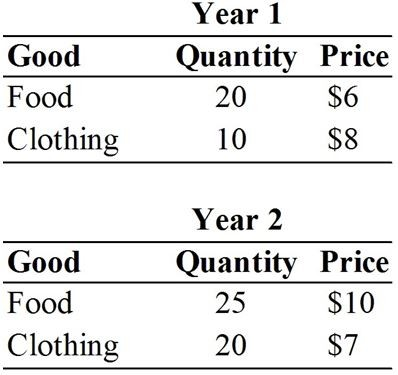 Year 1
Good Quantity Price
Food 20 $6
Clothing 10 $8
Year 2
Good Quantity Price
Food 25 $10
Clothing 20 $7